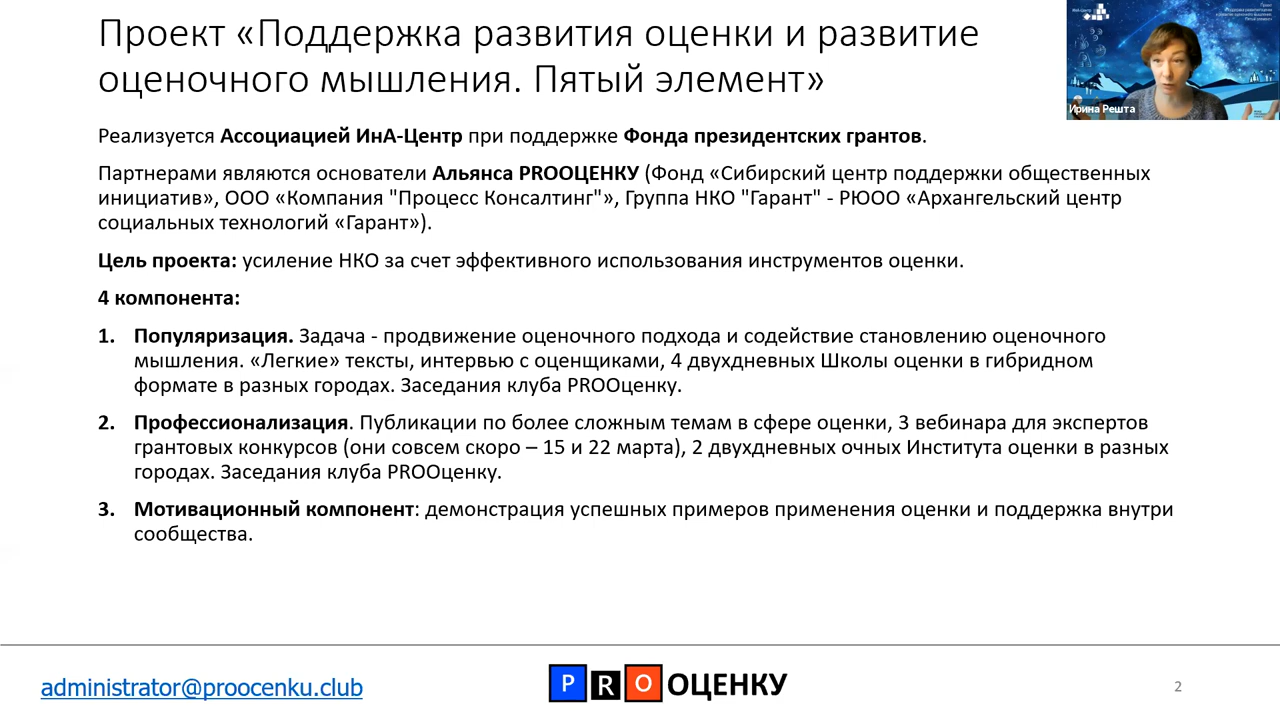 Проект «Поддержка развития оценки и развитие
оценочного мышления. Пятый элемент»
Ирина Решта
Реализуется Ассоциацией ИнА-Центр при поддержке Фонда президентских грантов.
Партнерами являются основатели Альянса PROОЦЕНКУ (Фонд «Сибирский центр поддержки общественных
инициатив», ООО «Компания "Процесс Консалтинг"», Группа НКО "Гарант" - РЮОО «Архангельский центр
социальных технологий «Гарант»).
Цель проекта: усиление НКО за счет эффективного использования инструментов оценки.
4 компонента:
1. Популяризация. Задача - продвижение оценочного подхода и содействие становлению оценочного
мышления. «Легкие» тексты, интервью с оценщиками, 4 двухдневных Школы оценки в гибридном
формате в разных городах. Заседания клуба PROОценку.
2. Профессионализация. Публикации по более сложным темам в сфере оценки, 3 вебинара для экспертов
грантовых конкурсов (они совсем скоро – 15 и 22 марта), 2 двухдневных очных Института оценки в разных
городах. Заседания клуба PROОценку.
3. Мотивационный компонент: демонстрация успешных примеров применения оценки и поддержка внутри
сообщества.
administrator@proocenku.club
PRO ОЦЕНКУ
2